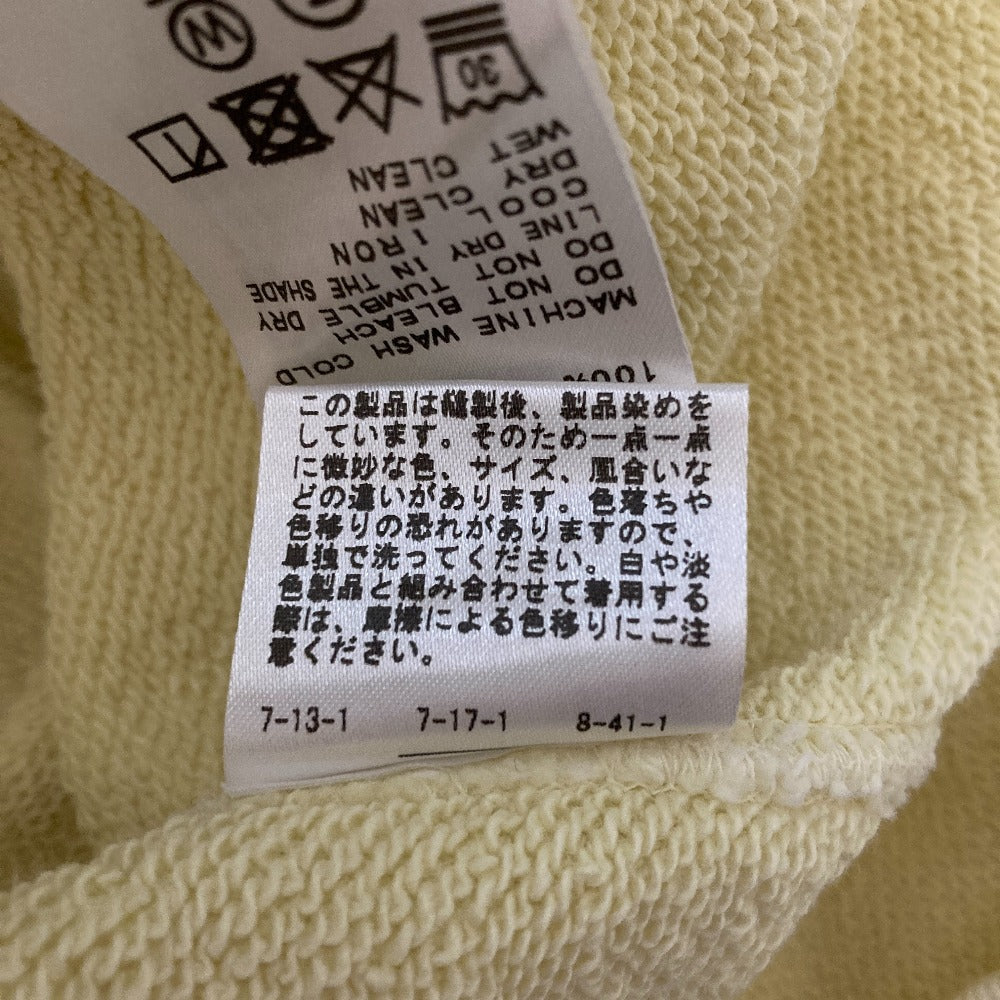 W
30
100%
MACHINE WASH COLD
DO NOT BLEACH
DO NOT TUMBLE DRY
LINE DRY IN THE SHADE
COOL IRON
DRY CLEAN
WET CLEAN
この製品は縫製後、製品染めを
しています。そのため一点一点
に微妙な色、サイズ、風合いな
どの違いがあります。色落ちや
色移りの恐れがありますので、
単独で洗ってください。白や淡
色製品と組み合わせて着用する
際は、摩擦による色移りにご注
意ください。
7-13-1 7-17-1 8-41-1